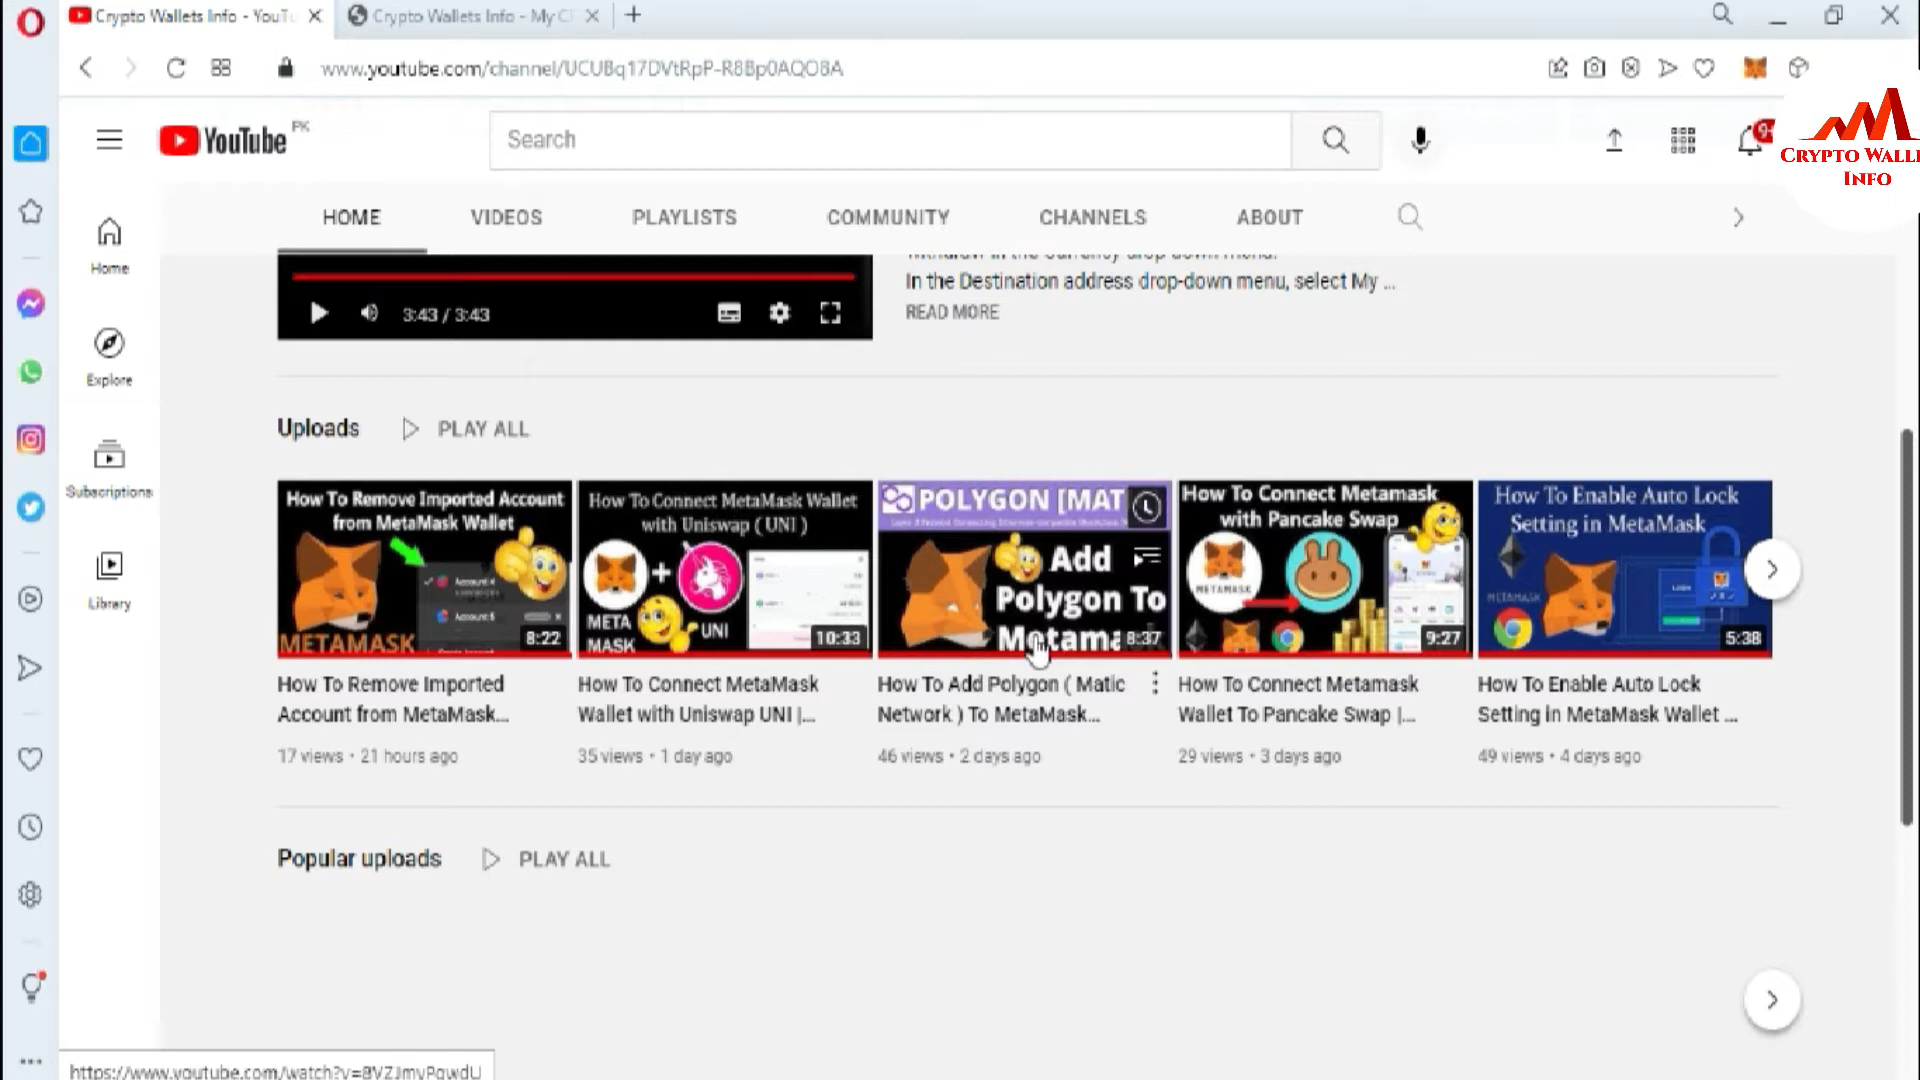 Crypto Wallets Info - YouTu
Crypto Wallets Info - My C
www.youtube.com/channel/UCUBq17DVtRpP-R8Bp0AQO8A
YouTube PK
Search
9+
CRYPTO WALLE
INFO
HOME VIDEOS PLAYLISTS COMMUNITY CHANNELS ABOUT
Home
Explore
Subscriptions
Library
In the Destination address drop-down menu, select My ...
READ MORE
3:43 / 3:43
Uploads PLAY ALL
How To Remove Imported Account
from MetaMask Wallet
Account 4
Account 5
METAMASK
8:22
How To Connect MetaMask Wallet
with Uniswap ( UNI )
META
MASK
UNI
10:33
POLYGON [MAT
Add
Polygon To
Metama
8:37
How To Connect Metamask
with Pancake Swap
METAMASK
9:27
How To Enable Auto Lock
Setting in MetaMask
METAMASK
5:38
How To Remove Imported
Account from MetaMask...
17 views • 21 hours ago
How To Connect MetaMask
Wallet with Uniswap UNI |...
35 views • 1 day ago
How To Add Polygon ( Matic
Network ) To MetaMask...
46 views • 2 days ago
How To Connect Metamask
Wallet To Pancake Swap |...
29 views • 3 days ago
How To Enable Auto Lock
Setting in MetaMask Wallet ...
49 views • 4 days ago
Popular uploads PLAY ALL
https://www.youtube.com/watch?v=8VZJmyPqwdU